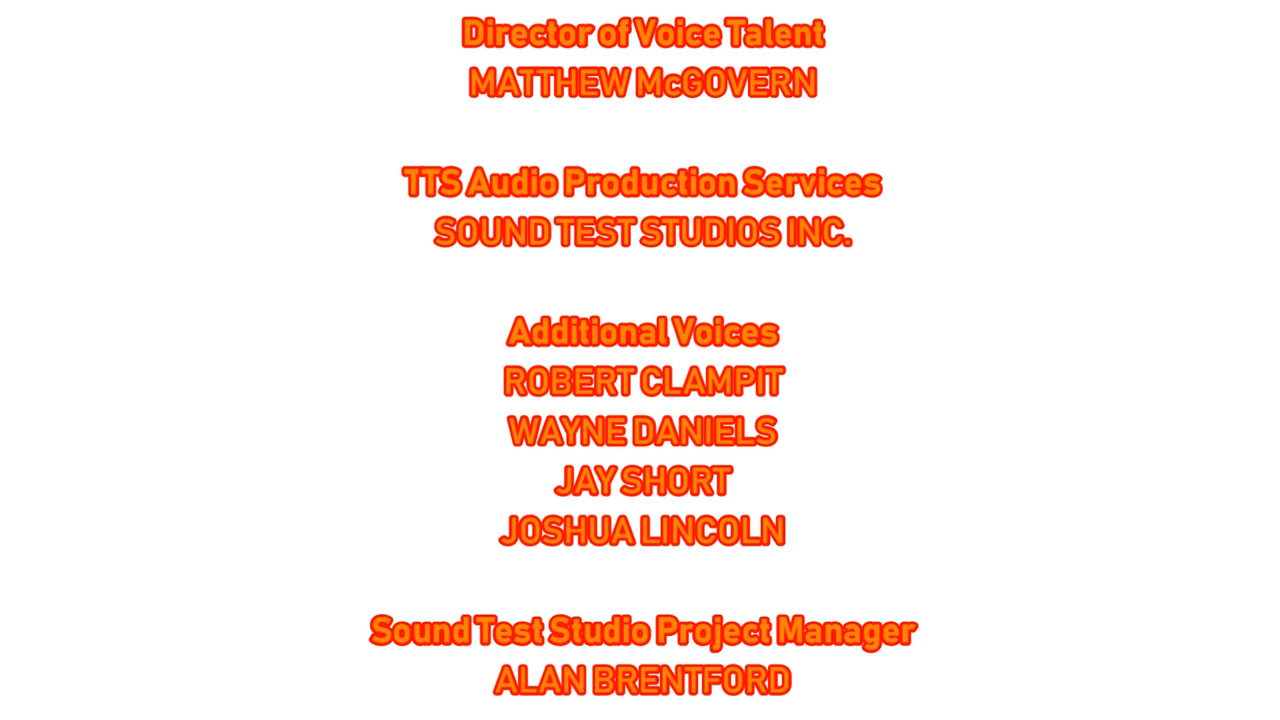 Director of Voice Talent
MATTHEW McGOVERN
TTS Audio Production Services
SOUND TEST STUDIOS INC.
Additional Voices
ROBERT CLAMPIT
WAYNE DANIELS
JAY SHORT
JOSHUA LINCOLN
Sound Test Studio Project Manager
ALAN BRENTFORD